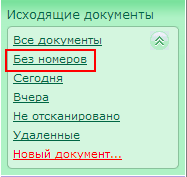 Исходящие документы
Все документы
Без номеров
Сегодня
Вчера
Не отсканировано
Удаленные
Новый документ...